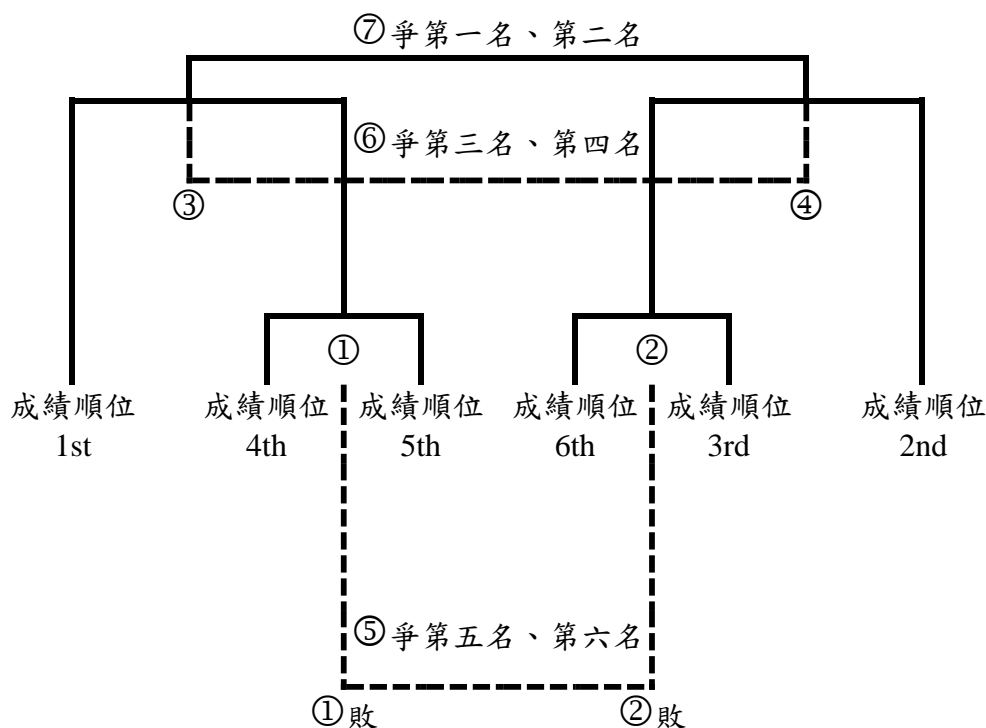 ⑦爭第一名、第二名
⑥爭第三名、第四名
③
④
①
②
成績順位
1st
成績順位
4th
成績順位
5th
成績順位
6th
成績順位
3rd
成績順位
2nd
⑤爭第五名、第六名
①敗
②敗